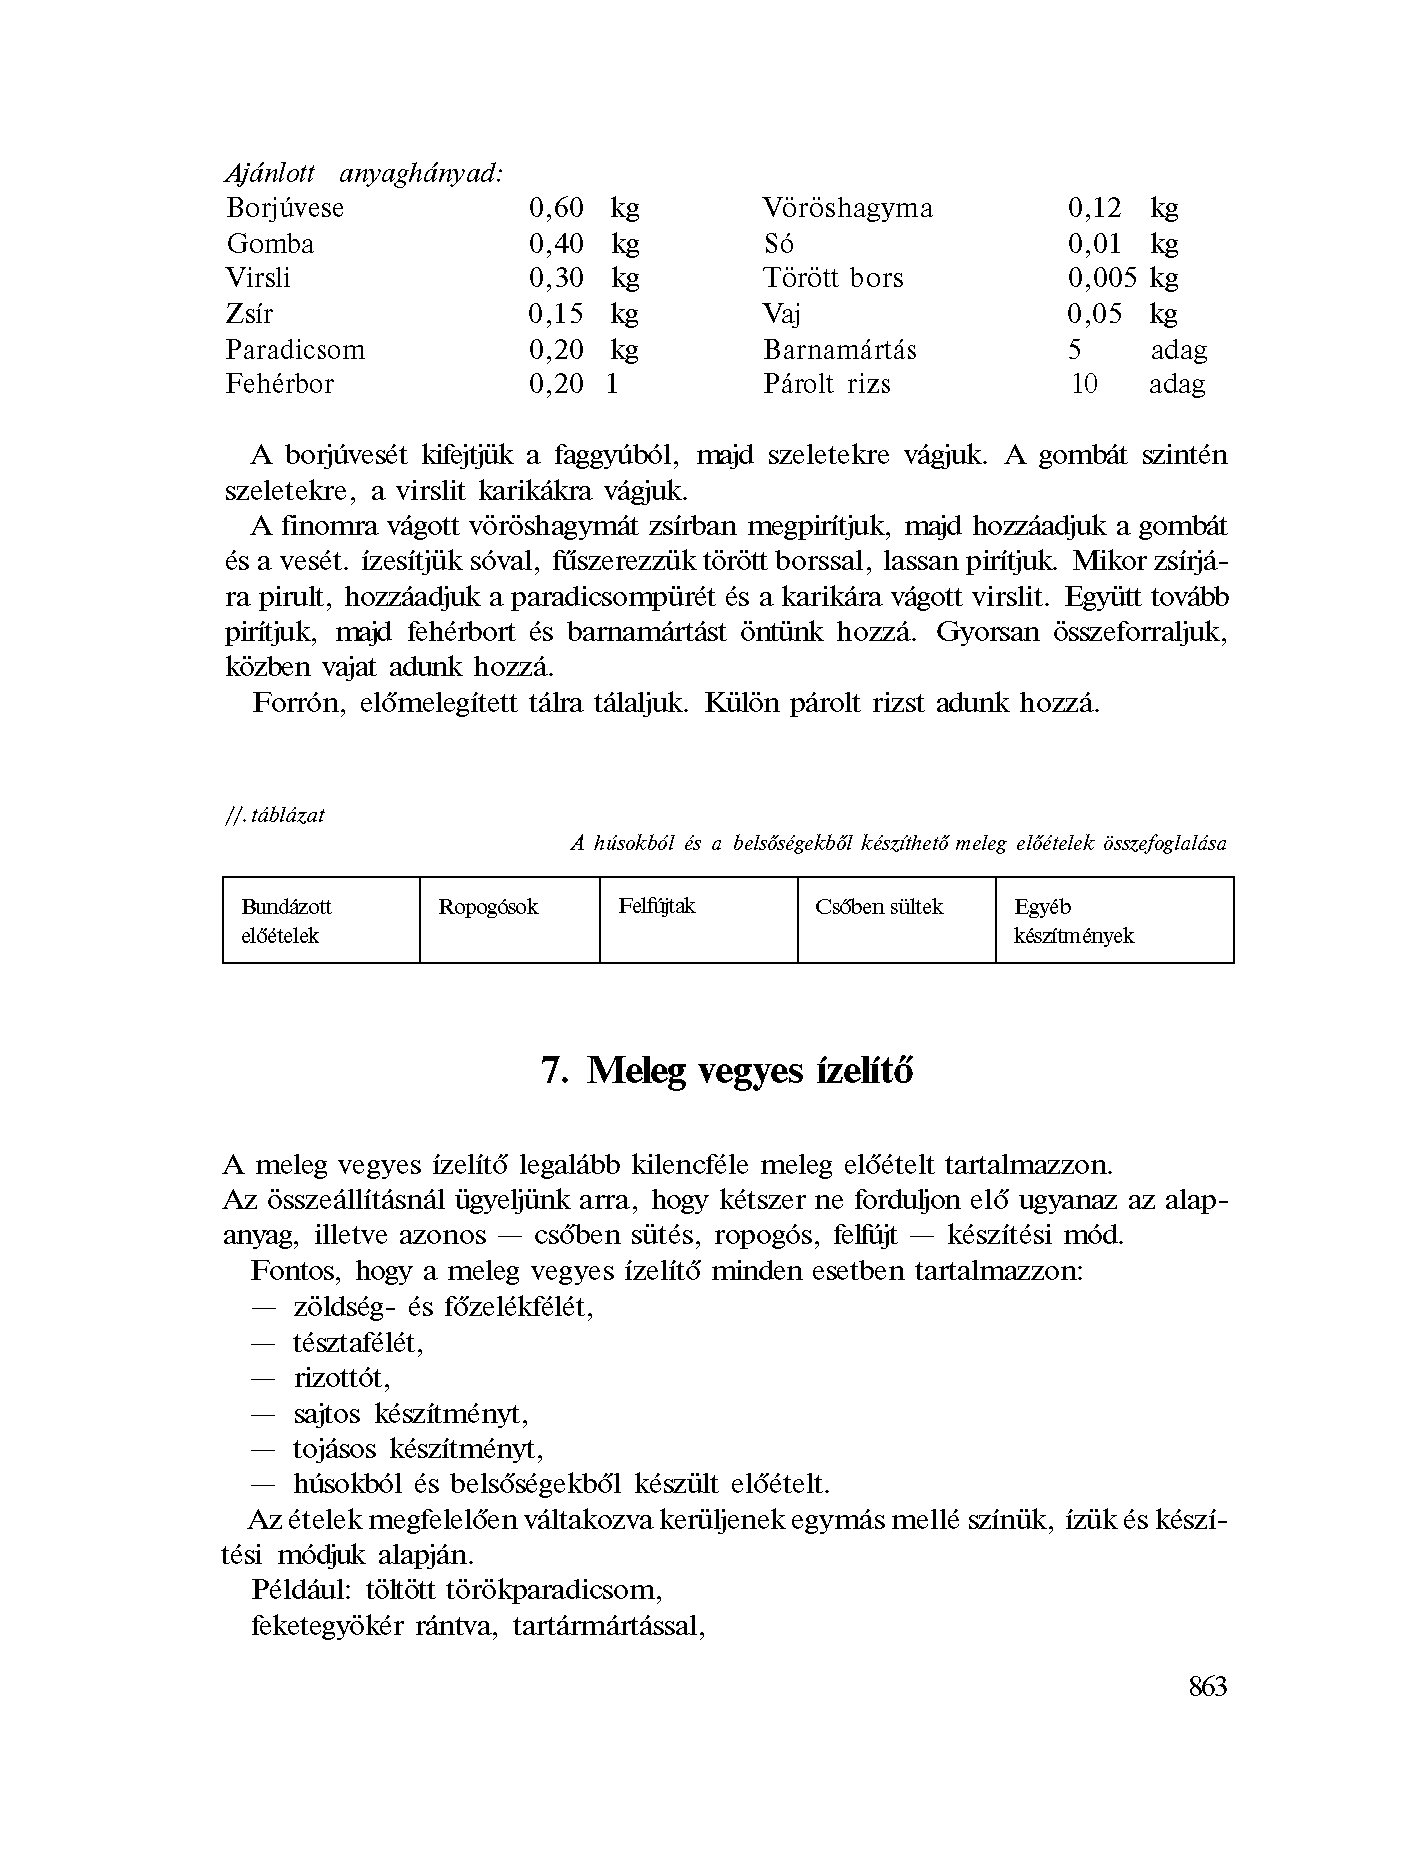 Ajánlott anyaghányad:
Borjúvese 0,60 kg Vöröshagyma 0,12 kg
Gomba 0,40 kg Só 0,01 kg
Virsli 0,30 kg Törött bors 0,005 kg
Zsír 0,15 kg Vaj 0,05 kg
Paradicsom 0,20 kg Barnamártás 5 adag
Fehérbor 0,20 1 Párolt rizs 10 adag
A borjúvesét kifejtjük a faggyúból, majd szeletekre vágjuk. A gombát szintén
szeletekre, a virslit karikákra vágjuk.
A finomra vágott vöröshagymát zsírban megpirítjuk, majd hozzáadjuk a gombát
és a vesét. ízesítjük sóval, fűszerezzük törött borssal, lassan pirítjuk. Mikor zsírjá-
ra pirult, hozzáadjuk a paradicsompürét és a karikára vágott virslit. Együtt tovább
pirítjuk, majd fehérbort és barnamártást öntünk hozzá. Gyorsan összeforraljuk,
közben vajat adunk hozzá.
Forrón, előmelegített tálra tálaljuk. Külön párolt rizst adunk hozzá.
//. táblázat
A húsokból és a belsőségekből készíthető meleg előételek összefoglalása
Bundázott Ropogósok Felfújtak Csőben sültek Egyéb
előételek készítmények
7. Meleg vegyes ízelítő
A meleg vegyes ízelítő legalább kilencféle meleg előételt tartalmazzon.
Az összeállításnál ügyeljünk arra, hogy kétszer ne forduljon elő ugyanaz az alap-
anyag, illetve azonos — csőben sütés, ropogós, felfújt — készítési mód.
Fontos, hogy a meleg vegyes ízelítő minden esetben tartalmazzon:
— zöldség- és főzelékfélét,
— tésztafélét,
— rizottót,
— sajtos készítményt,
— tojásos készítményt,
— húsokból és belsőségekből készült előételt.
Az ételek megfelelően váltakozva kerüljenek egymás mellé színük, ízük és készí-
tési módjuk alapján.
Például: töltött törökparadicsom,
feketegyökér rántva, tartármártással,
863